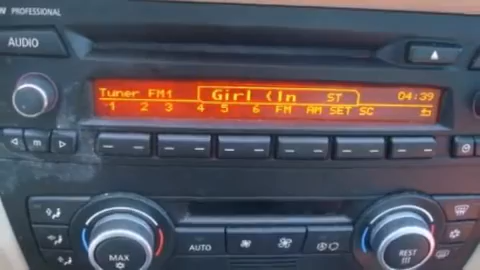 PROFESSIONAL
AUDIO
Tuner FM1 Girl (In ST 04:39
1 2 3 4 5 6 FM AM SET SC
m
AUTO
MAX
REST